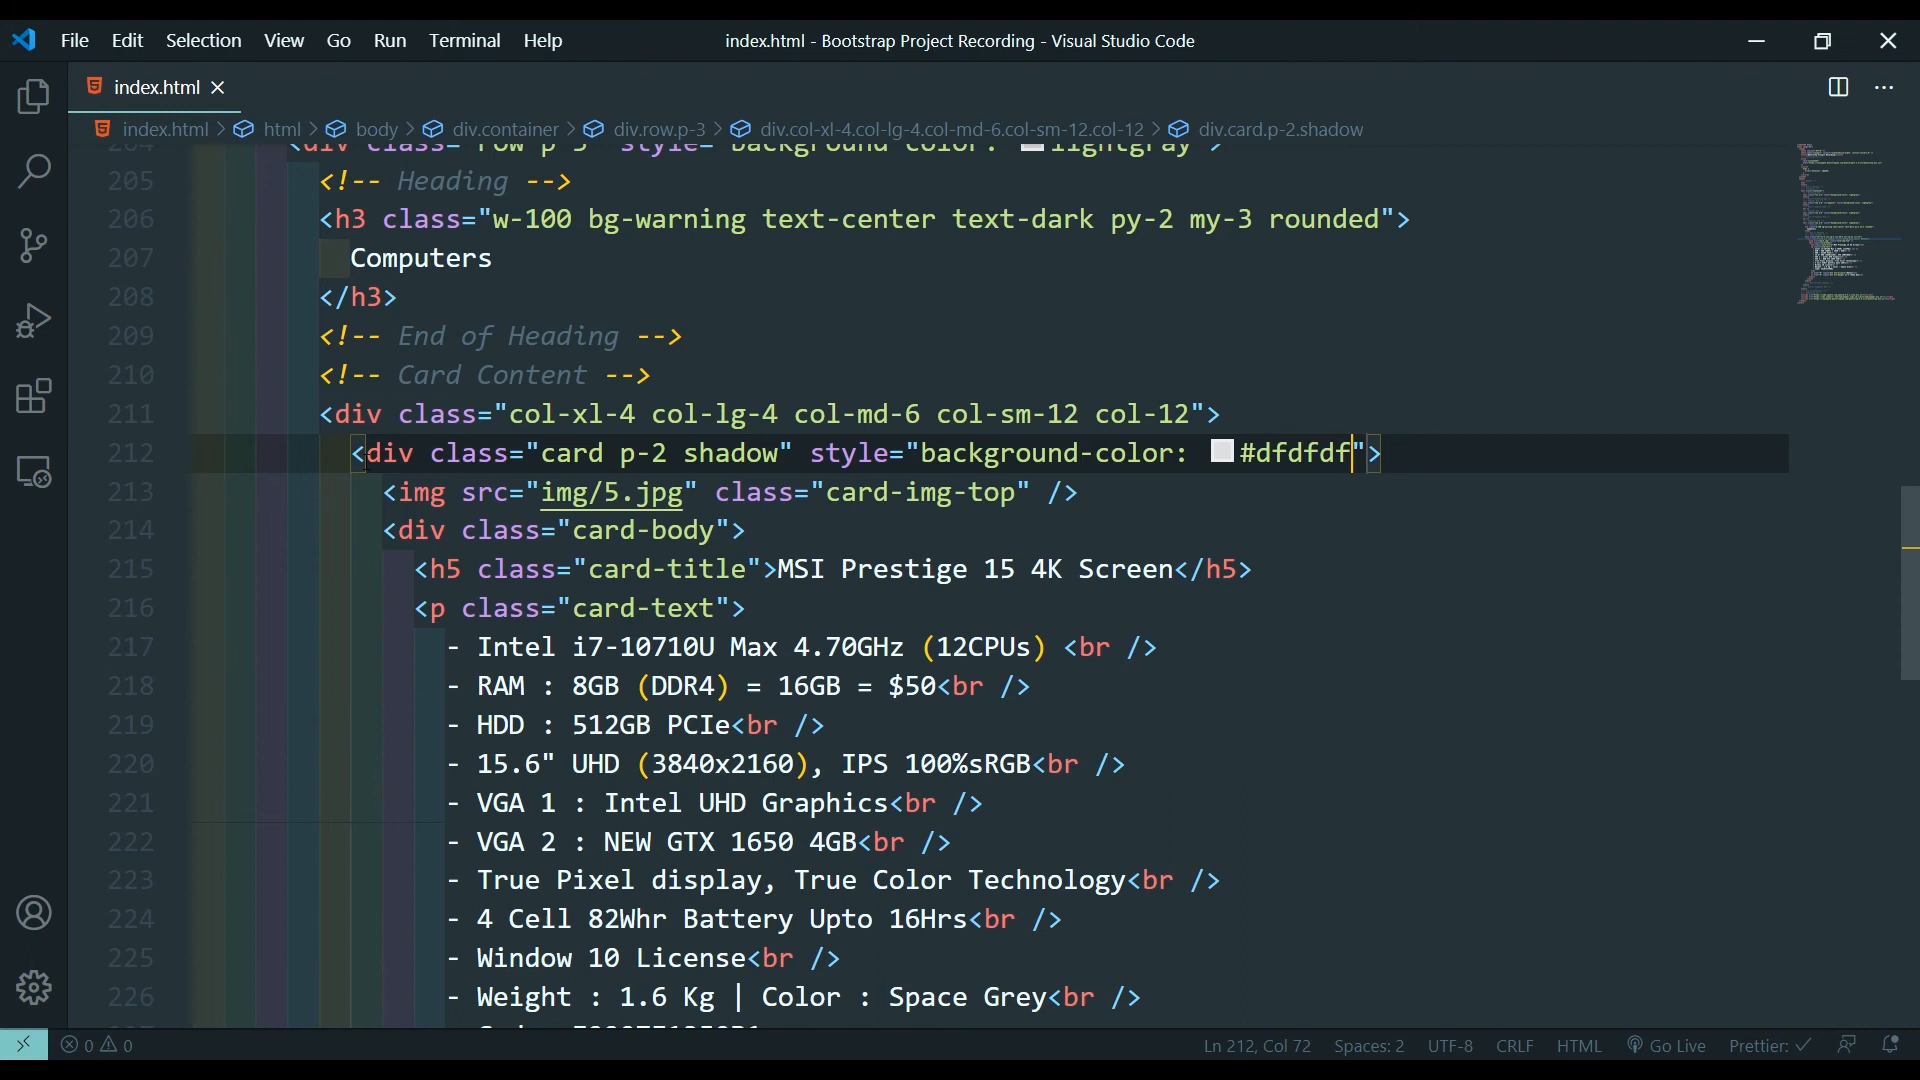 File Edit Selection View Go Run Terminal Help
index.html - Bootstrap Project Recording - Visual Studio Code
index.html
index.html > html > body > div.container > div.row.p-3 > div.col-xl-4.col-lg-4.col-md-6.col-sm-12.col-12 > div.card.p-2.shadow
204 <div class="row p-3" style="background-color: lightgray">
205 <!-- Heading -->
206 <h3 class="w-100 bg-warning text-center text-dark py-2 my-3 rounded">
207 Computers
208 </h3>
209 <!-- End of Heading -->
210 <!-- Card Content -->
211 <div class="col-xl-4 col-lg-4 col-md-6 col-sm-12 col-12">
212 <div class="card p-2 shadow" style="background-color: #dfdfdf">
213 <img src="img/5.jpg" class="card-img-top" />
214 <div class="card-body">
215 <h5 class="card-title">MSI Prestige 15 4K Screen</h5>
216 <p class="card-text">
217 - Intel i7-10710U Max 4.70GHz (12CPUs) <br />
218 - RAM : 8GB (DDR4) = 16GB = $50<br />
219 - HDD : 512GB PCIe<br />
220 - 15.6" UHD (3840x2160), IPS 100%sRGB<br />
221 - VGA 1 : Intel UHD Graphics<br />
222 - VGA 2 : NEW GTX 1650 4GB<br />
223 - True Pixel display, True Color Technology<br />
224 - 4 Cell 82Whr Battery Upto 16Hrs<br />
225 - Window 10 License<br />
226 - Weight : 1.6 Kg | Color : Space Grey<br />
0 0 Ln 212, Col 72 Spaces: 2 UTF-8 CRLF HTML Go Live Prettier: ✓